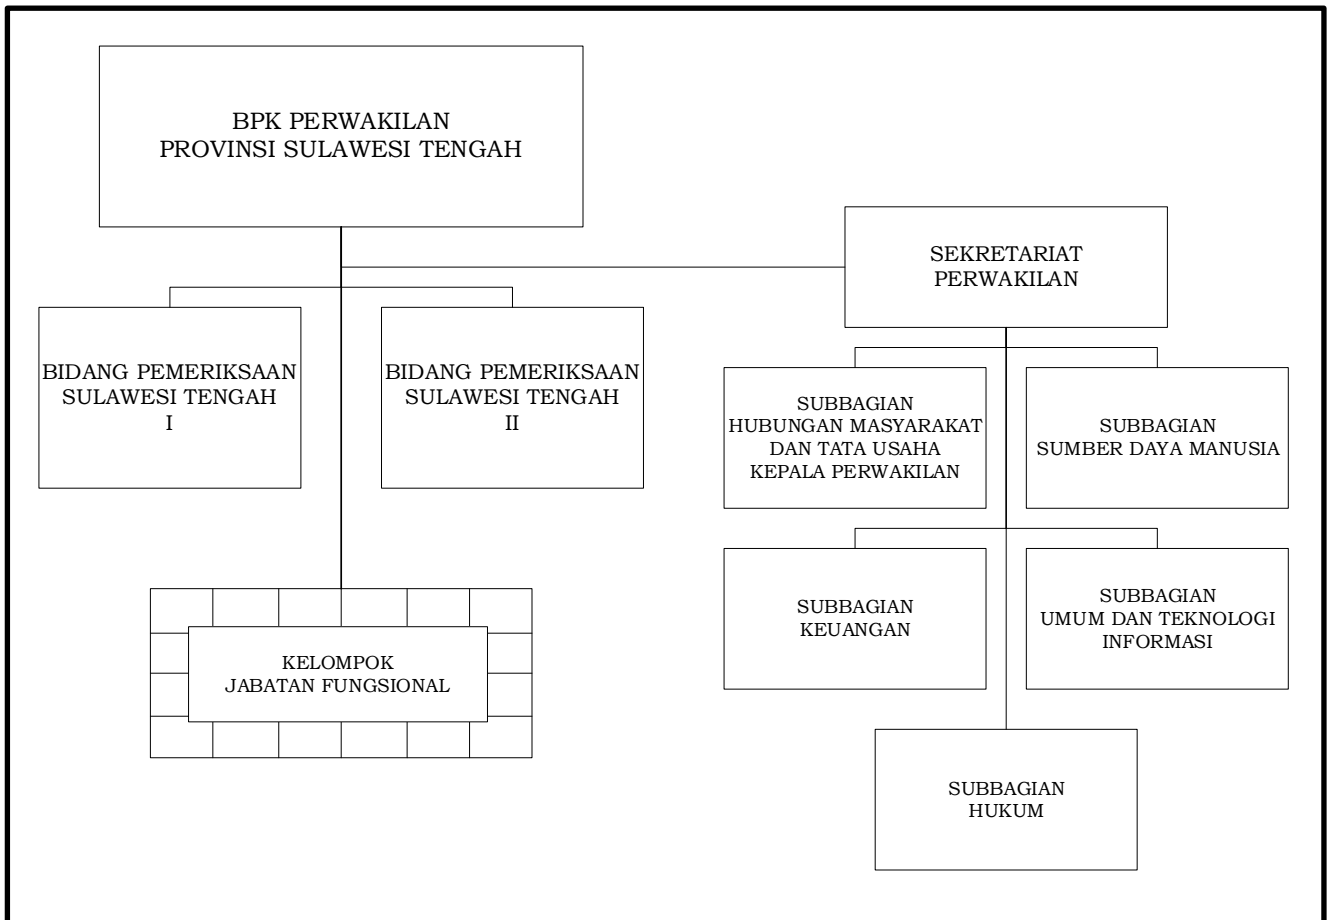 BPK PERWAKILAN
PROVINSI SULAWESI TENGAH
SEKRETARIAT
PERWAKILAN
BIDANG PEMERIKSAAN
SULAWESI TENGAH
I
BIDANG PEMERIKSAAN
SULAWESI TENGAH
II
SUBBAGIAN
HUBUNGAN MASYARAKAT
DAN TATA USAHA
KEPALA PERWAKILAN
SUBBAGIAN
SUMBER DAYA MANUSIA
SUBBAGIAN
KEUANGAN
SUBBAGIAN
UMUM DAN TEKNOLOGI
INFORMASI
KELOMPOK
JABATAN FUNGSIONAL
SUBBAGIAN
HUKUM